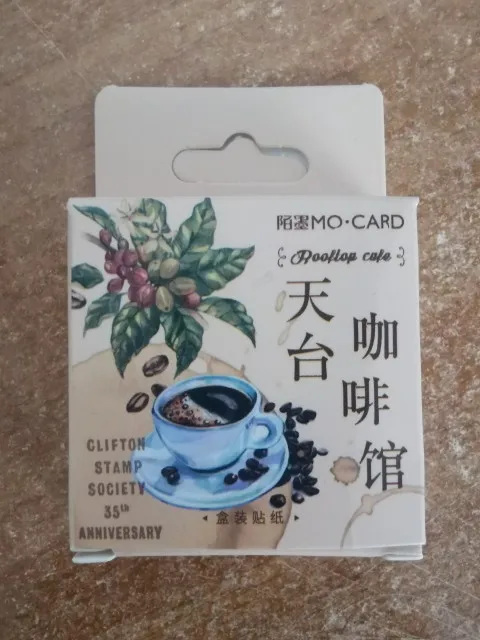 陌墨MO·CARD
Rooftop cafe
天台
咖啡馆
CLIFTON
STAMP
SOCIETY
35th
ANNIVERSARY
盒装贴纸